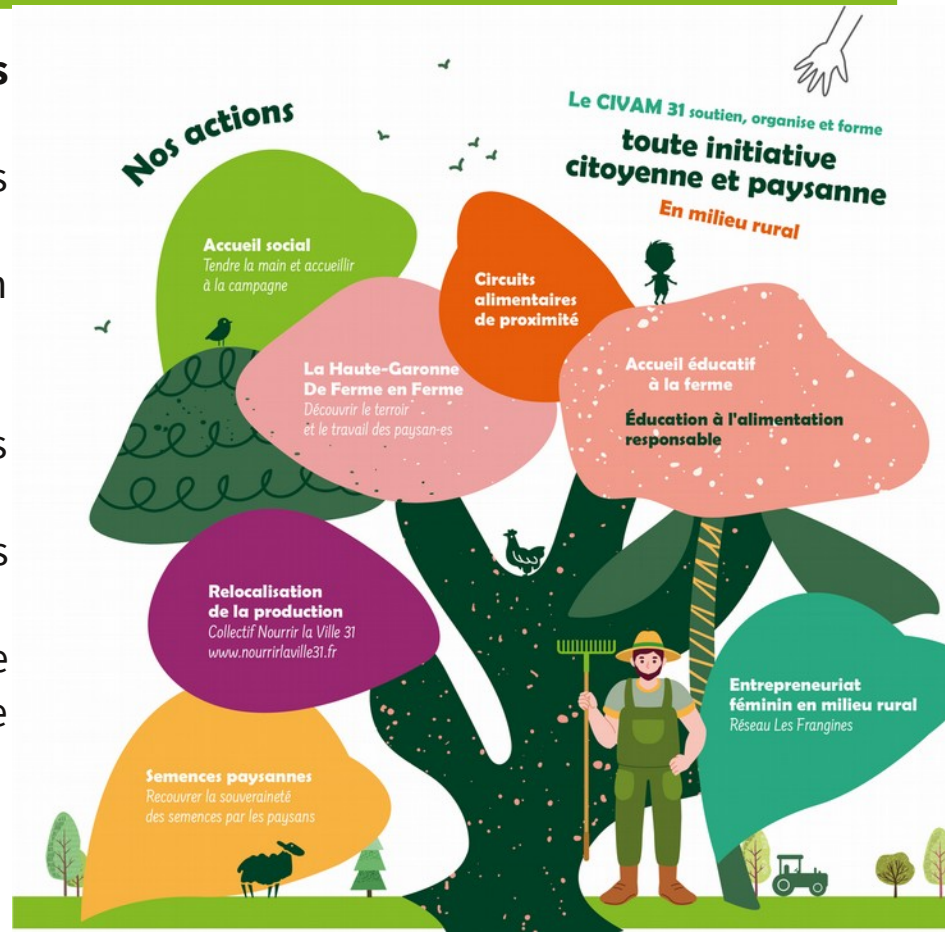 s
s
n
s
s
e
e
Nos actions
Le CIVAM 31 soutien, organise et forme
toute initiative
citoyenne et paysanne
En milieu rural
Accueil social
Tendre la main et accueillir
à la campagne
Circuits
alimentaires
de proximité
La Haute-Garonne
De Ferme en Ferme
Découvrir le terroir
et le travail des paysan-es
Accueil éducatif
à la ferme
Éducation à l'alimentation
responsable
Relocalisation
de la production
Collectif Nourrir la Ville 31
www.nourrirlaville31.fr
Entrepreneuriat
féminin en milieu rural
Réseau Les Frangines
Semences paysannes
Recouvrer la souveraineté
des semences par les paysans